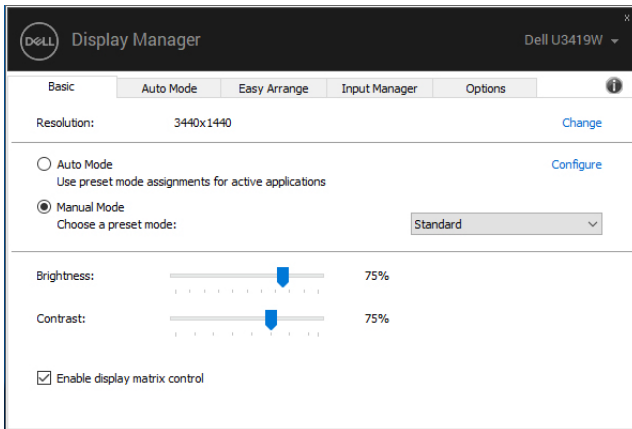 DELL Display Manager Dell U3419W
x
Basic Auto Mode Easy Arrange Input Manager Options i
Resolution: 3440x1440 Change
Auto Mode Configure
Use preset mode assignments for active applications
Manual Mode
Choose a preset mode: Standard
Brightness: 75%
Contrast: 75%
Enable display matrix control